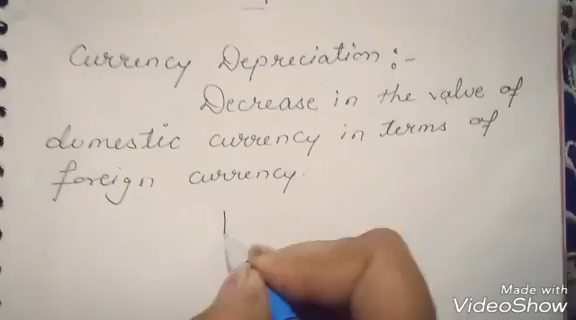 Currency Depreciation :-
Decrease in the value of
domestic currency in terms of
foreign currency.
Made with
VideoShow